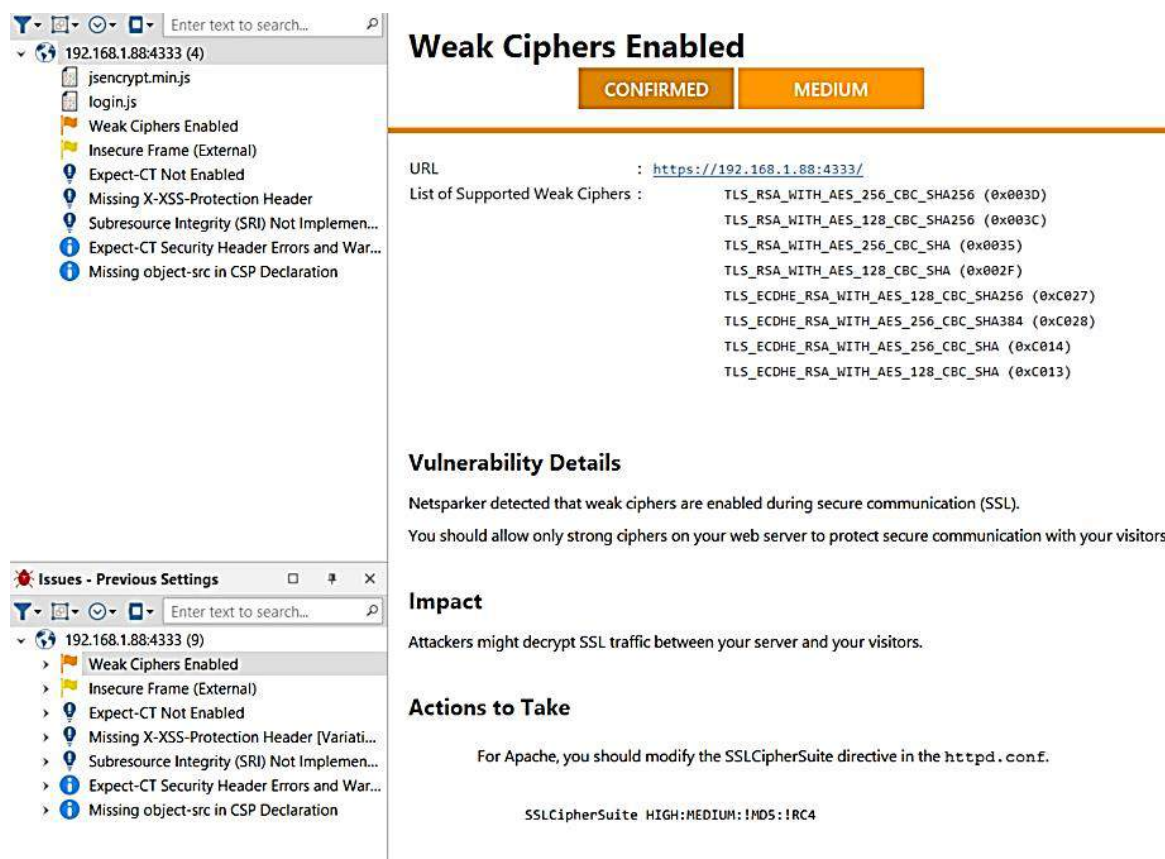 Enter text to search...
192.168.1.88:4333 (4)
jsencrypt.min.js
login.js
Weak Ciphers Enabled
Insecure Frame (External)
Expect-CT Not Enabled
Missing X-XSS-Protection Header
Subresource Integrity (SRI) Not Implemen...
Expect-CT Security Header Errors and War...
Missing object-src in CSP Declaration
Issues - Previous Settings
Enter text to search...
192.168.1.88:4333 (9)
Weak Ciphers Enabled
Insecure Frame (External)
Expect-CT Not Enabled
Missing X-XSS-Protection Header [Variati...
Subresource Integrity (SRI) Not Implemen...
Expect-CT Security Header Errors and War...
Missing object-src in CSP Declaration
Weak Ciphers Enabled
CONFIRMED MEDIUM
URL : https://192.168.1.88:4333/
List of Supported Weak Ciphers : TLS_RSA_WITH_AES_256_CBC_SHA256 (0x003D)
TLS_RSA_WITH_AES_128_CBC_SHA256 (0x003C)
TLS_RSA_WITH_AES_256_CBC_SHA (0x0035)
TLS_RSA_WITH_AES_128_CBC_SHA (0x002F)
TLS_ECDHE_RSA_WITH_AES_128_CBC_SHA256 (0xC027)
TLS_ECDHE_RSA_WITH_AES_256_CBC_SHA384 (0xC028)
TLS_ECDHE_RSA_WITH_AES_256_CBC_SHA (0xC014)
TLS_ECDHE_RSA_WITH_AES_128_CBC_SHA (0xC013)
Vulnerability Details
Netsparker detected that weak ciphers are enabled during secure communication (SSL).
You should allow only strong ciphers on your web server to protect secure communication with your visitors
Impact
Attackers might decrypt SSL traffic between your server and your visitors.
Actions to Take
For Apache, you should modify the SSLCipherSuite directive in the httpd.conf.
SSLCipherSuite HIGH:MEDIUM:!MD5:!RC4